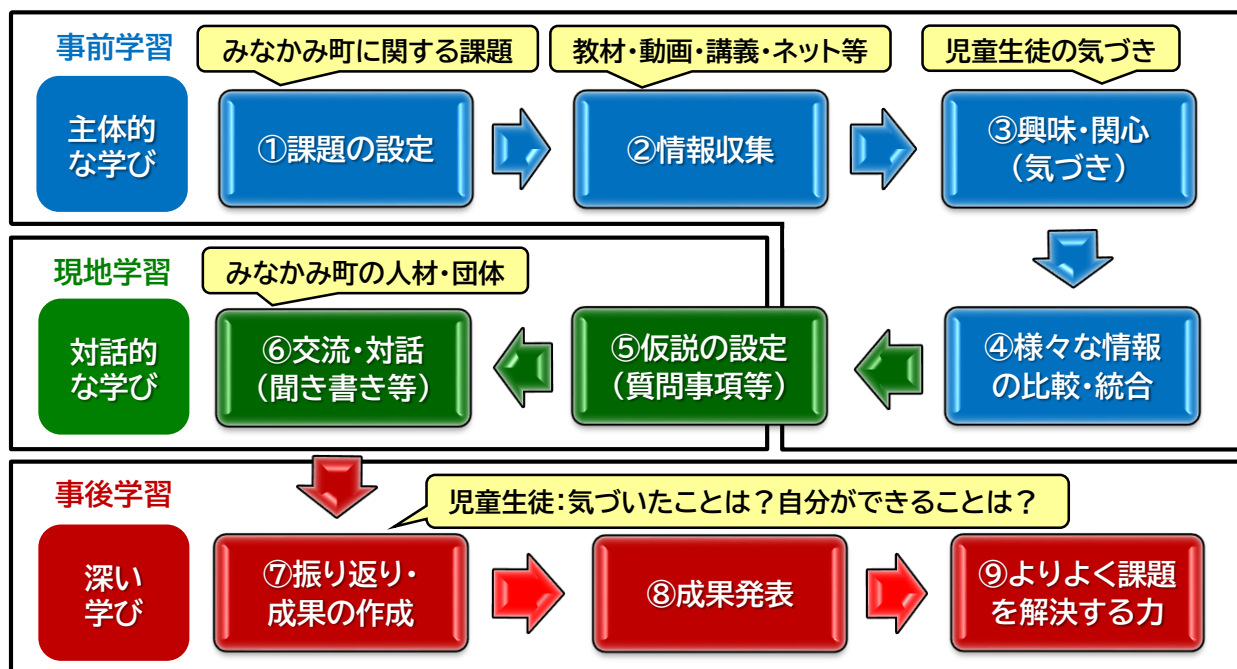 事前学習
みなかみ町に関する課題
教材・動画・講義・ネット等
児童生徒の気づき
主体的
な学び
①課題の設定
②情報収集
③興味・関心
(気づき)
現地学習
みなかみ町の人材・団体
対話的
な学び
⑥交流・対話
(聞き書き等)
⑤仮説の設定
(質問事項等)
④様々な情報
の比較・統合
事後学習
児童生徒:気づいたことは?自分ができることは?
深い
学び
⑦振り返り・
成果の作成
⑧成果発表
⑨よりよく課題
を解決する力